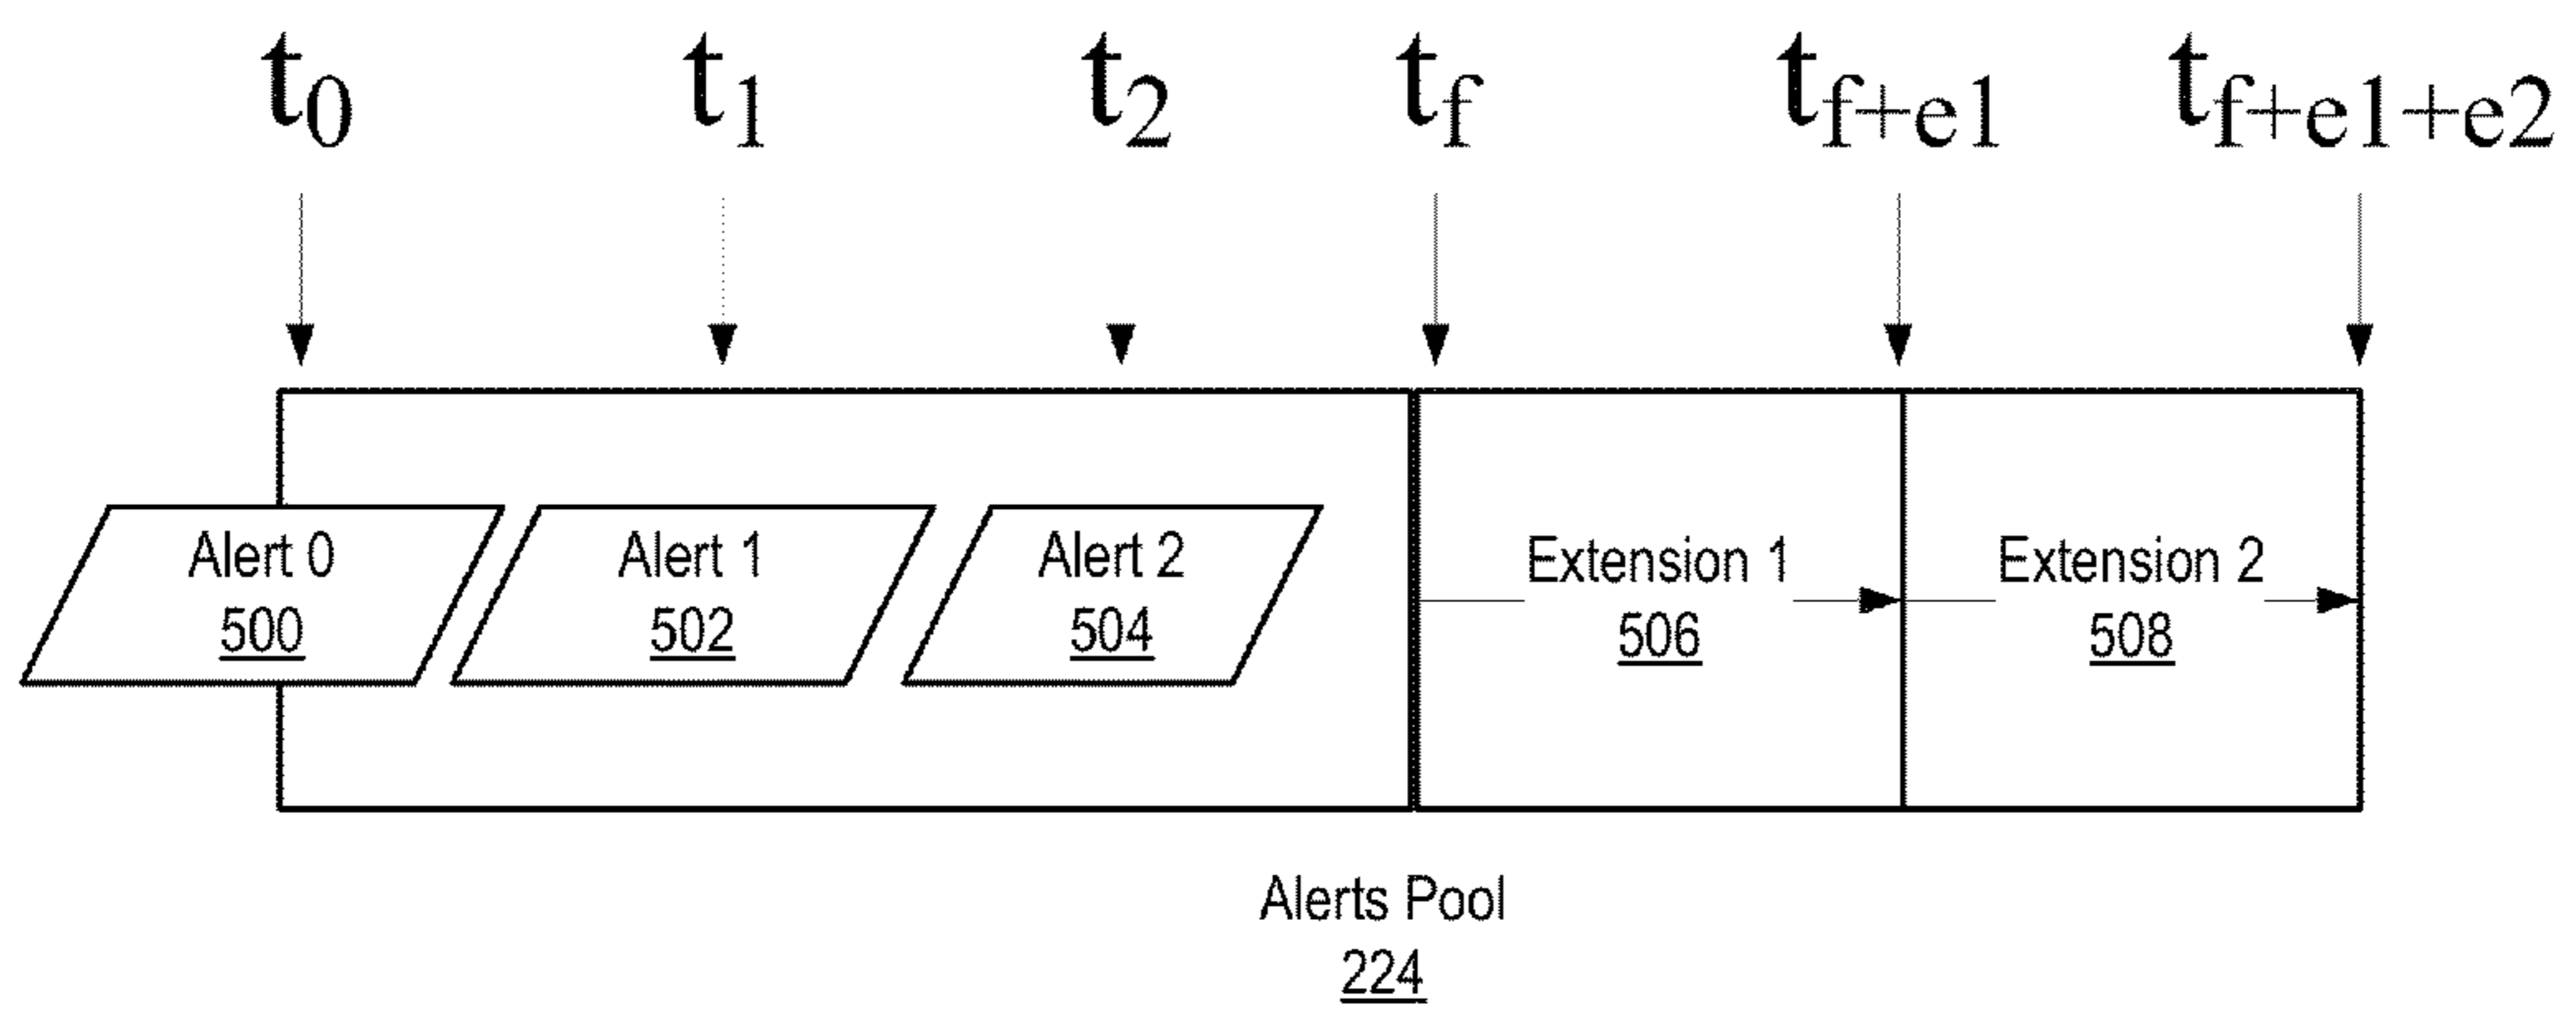 t0 t1 t2 tf tf+e1 tf+e1+e2
Alert 0
500
Alert 1
502
Alert 2
504
Extension 1
506
Extension 2
508
Alerts Pool
224